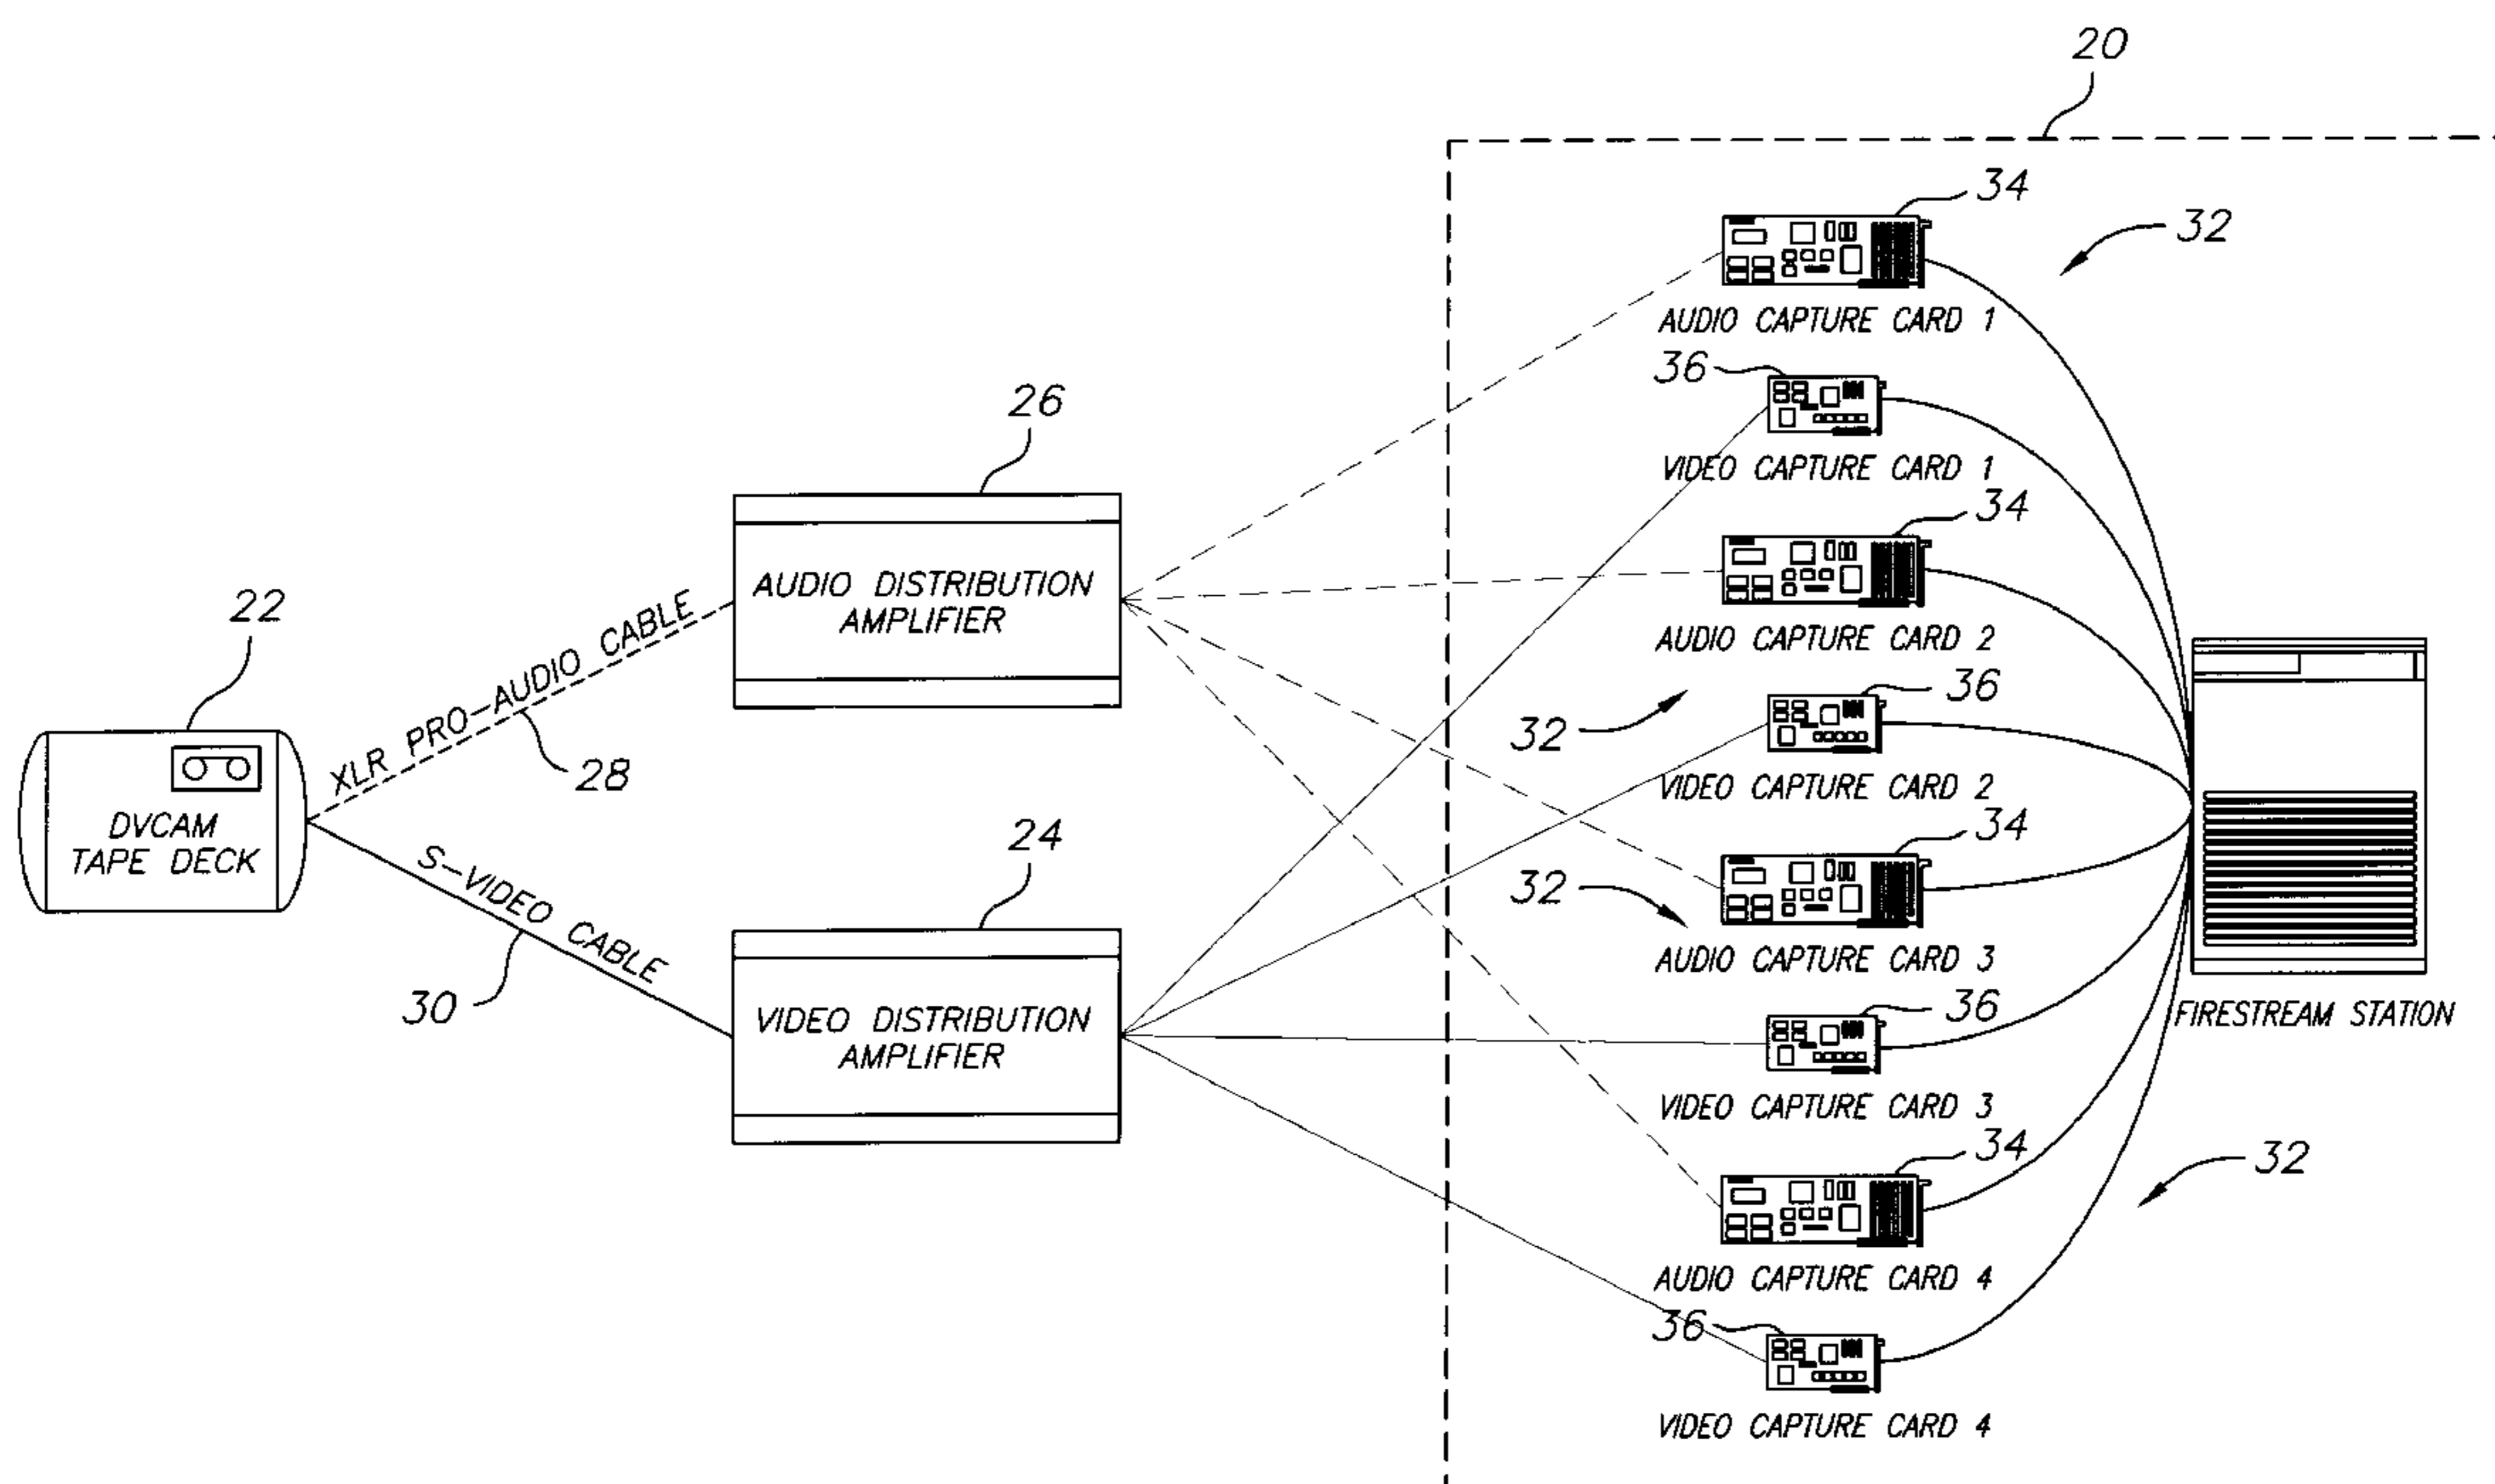 20
34
32
AUDIO CAPTURE CARD 1
36
VIDEO CAPTURE CARD 1
26
34
AUDIO DISTRIBUTION
AMPLIFIER
AUDIO CAPTURE CARD 2
22
XLR PRO-AUDIO CABLE
28
36
32
VIDEO CAPTURE CARD 2
DVCAM
TAPE DECK
24
34
32
S-VIDEO CABLE
30
AUDIO CAPTURE CARD 3
36
FIRESTREAM STATION
VIDEO DISTRIBUTION
AMPLIFIER
VIDEO CAPTURE CARD 3
34
32
AUDIO CAPTURE CARD 4
36
VIDEO CAPTURE CARD 4